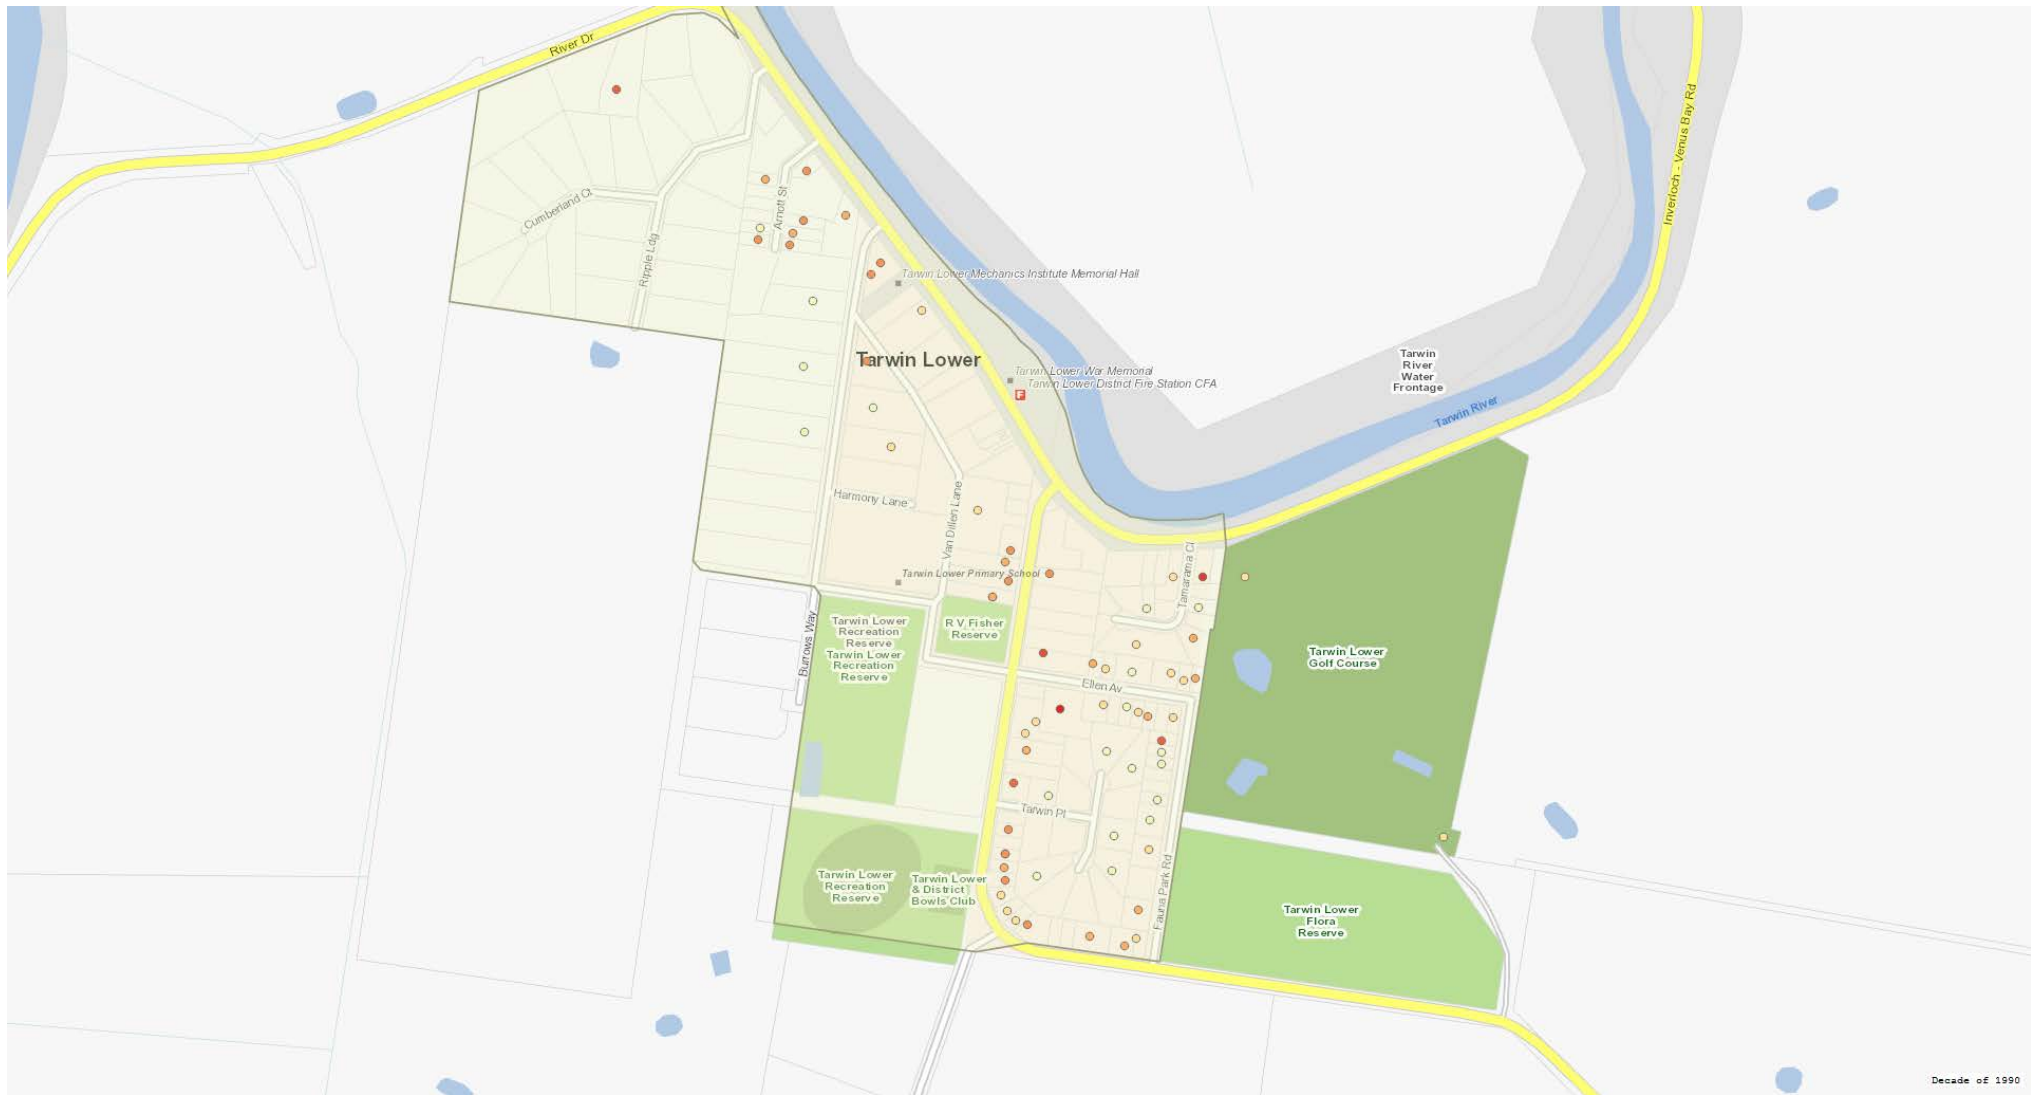 River Dr
Inverloch - Venus Bay Rd
Arnott St
Cumberland Ct
Ripple Ldg
Tarwin Lower Mechanics Institute Memorial Hall
Tarwin Lower
Tarwin Lower War Memorial
Tarwin Lower District Fire Station CFA
F
Tarwin
River
Water
Frontage
Tarwin River
Harmony Lane
Van Dillen Lane
Tarwin Lower Primary School
Tamarama Cl
Burrows Way
Tarwin Lower
Recreation
Reserve
Tarwin Lower
Recreation
Reserve
R V Fisher
Reserve
Tarwin Lower
Golf Course
Ellen Av
Tarwin Pl
Tarwin Lower
Recreation
Reserve
Tarwin Lower
& District
Bowls Club
Fauna Park Rd
Tarwin Lower
Flora
Reserve
Decade of 1990